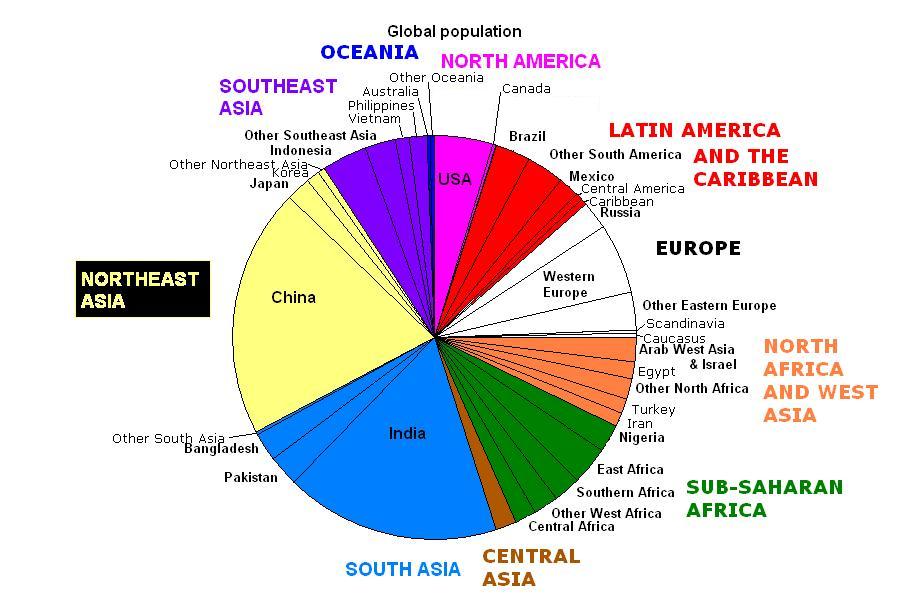 Global population
OCEANIA
NORTH AMERICA
Other Oceania
SOUTHEAST
ASIA
Australia
Canada
Philippines
Vietnam
Other Southeast Asia
Brazil
LATIN AMERICA
AND THE
CARIBBEAN
Indonesia
Other South America
Other Northeast Asia
Korea
Japan
USA
Mexico
Central America
Caribbean
Russia
EUROPE
NORTHEAST
ASIA
China
Western
Europe
Other Eastern Europe
Scandinavia
Caucasus
Arab West Asia
& Israel
NORTH
AFRICA
AND WEST
ASIA
Egypt
Other North Africa
Turkey
Iran
Nigeria
Other South Asia
Bangladesh
India
Pakistan
East Africa
Southern Africa
SUB-SAHARAN
AFRICA
Other West Africa
Central Africa
SOUTH ASIA
CENTRAL
ASIA